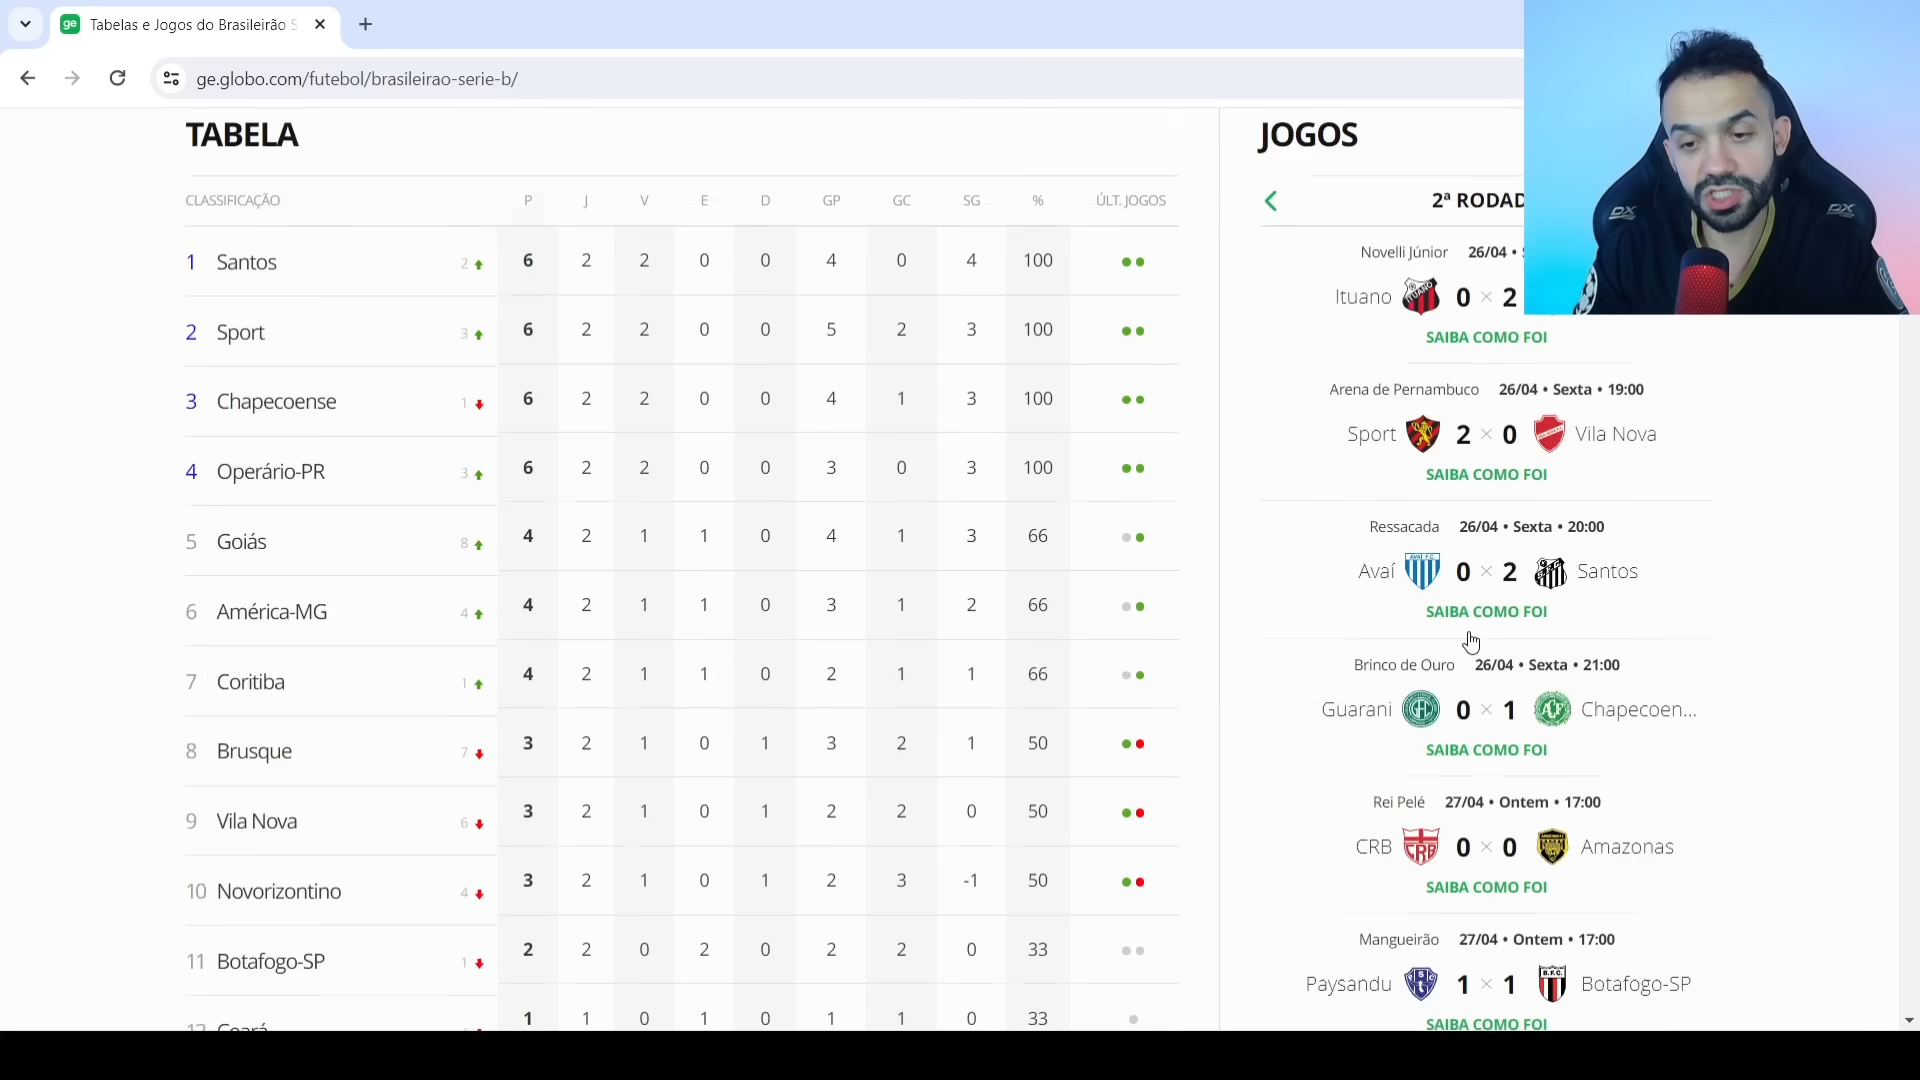 ge
Tabelas e Jogos do Brasileirão S
ge.globo.com/futebol/brasileirao-serie-b/
TABELA
CLASSIFICAÇÃO P J V E D GP GC SG % ÚLT. JOGOS
1 Santos 2 6 2 2 0 0 4 0 4 100
2 Sport 3 6 2 2 0 0 5 2 3 100
3 Chapecoense 1 6 2 2 0 0 4 1 3 100
4 Operário-PR 3 6 2 2 0 0 3 0 3 100
5 Goiás 8 4 2 1 1 0 4 1 3 66
6 América-MG 4 4 2 1 1 0 3 1 2 66
7 Coritiba 1 4 2 1 1 0 2 1 1 66
8 Brusque 7 3 2 1 0 1 3 2 1 50
9 Vila Nova 6 3 2 1 0 1 2 2 0 50
10 Novorizontino 4 3 2 1 0 1 2 3 -1 50
11 Botafogo-SP 1 2 2 0 2 0 2 2 0 33
12 Ceará 1 1 0 1 0 1 1 0 33
JOGOS
2ª RODAD
Novelli Júnior 26/04 •
Ituano 0 × 2
SAIBA COMO FOI
Arena de Pernambuco 26/04 • Sexta • 19:00
Sport 2 × 0 Vila Nova
SAIBA COMO FOI
Ressacada 26/04 • Sexta • 20:00
Avaí 0 × 2 Santos
SAIBA COMO FOI
Brinco de Ouro 26/04 • Sexta • 21:00
Guarani 0 × 1 Chapecoen...
SAIBA COMO FOI
Rei Pelé 27/04 • Ontem • 17:00
CRB 0 × 0 Amazonas
SAIBA COMO FOI
Mangueirão 27/04 • Ontem • 17:00
Paysandu 1 × 1 Botafogo-SP
SAIBA COMO FOI
DX DX